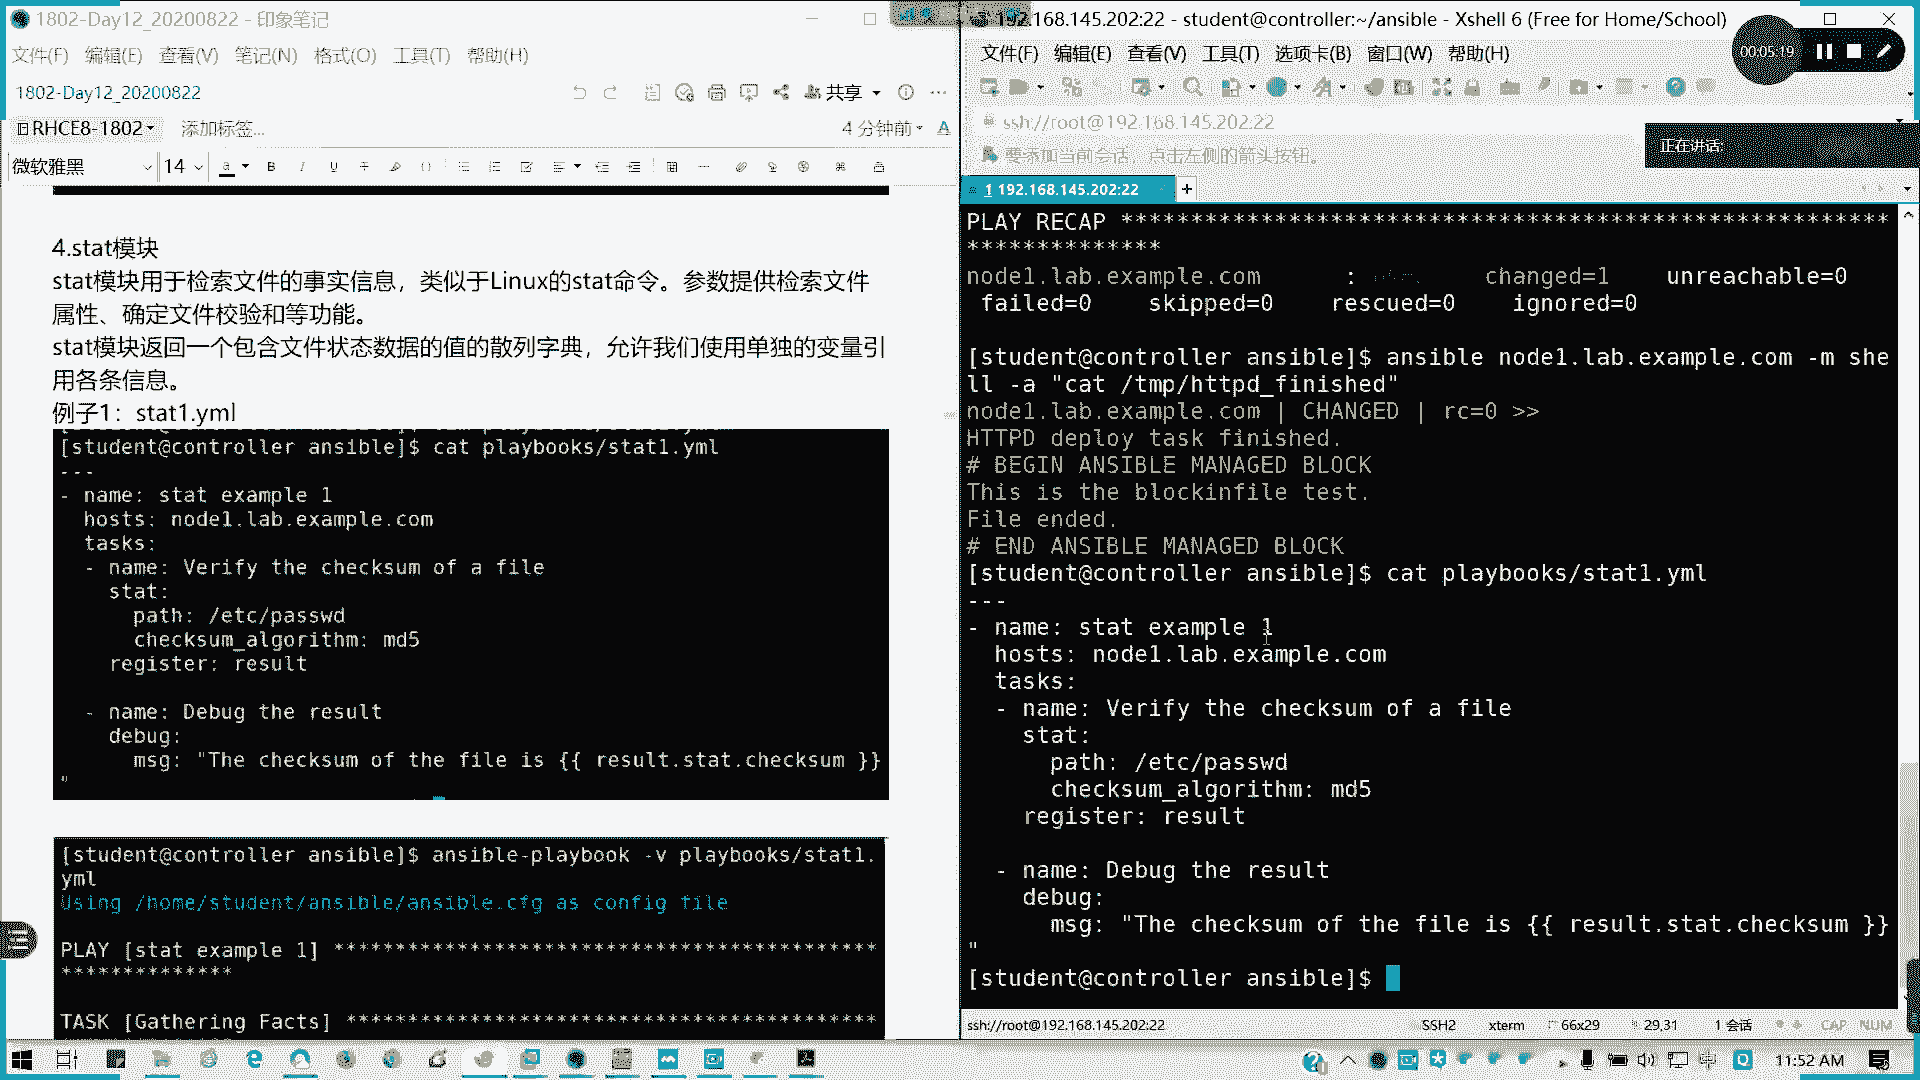 1802-Day12_20200822 - 印象笔记
文件(F) 编辑(E) 查看(V) 笔记(N) 格式(O) 工具(T) 帮助(H)
1802-Day12_20200822
共享
RHCE8-1802
添加标签...
4 分钟前
微软雅黑
14
4.stat模块
stat模块用于检索文件的事实信息，类似于Linux的stat命令。参数提供检索文件
属性、确定文件校验和等功能。
stat模块返回一个包含文件状态数据的值的散列字典，允许我们使用单独的变量引
用各条信息。
例子1：stat1.yml
[student@controller ansible]$ cat playbooks/stat1.yml
---
- name: stat example 1
hosts: node1.lab.example.com
tasks:
- name: Verify the checksum of a file
stat:
path: /etc/passwd
checksum_algorithm: md5
register: result
- name: Debug the result
debug:
msg: "The checksum of the file is {{ result.stat.checksum }}
"
[student@controller ansible]$ ansible-playbook -v playbooks/stat1.
yml
Using /home/student/ansible/ansible.cfg as config file
PLAY [stat example 1] ********************************************
**************
TASK [Gathering Facts] *******************************************
192.168.145.202:22 - student@controller:~/ansible - Xshell 6 (Free for Home/School)
文件(F) 编辑(E) 查看(V) 工具(T) 选项卡(B) 窗口(W) 帮助(H)
00:05:19
ssh://root@192.168.145.202:22
要添加当前会话，点击左侧的箭头按钮。
正在讲话:
1 192.168.145.202:22
PLAY RECAP *******************************************************
**************
node1.lab.example.com : changed=1 unreachable=0
failed=0 skipped=0 rescued=0 ignored=0
[student@controller ansible]$ ansible node1.lab.example.com -m she
ll -a "cat /tmp/httpd_finished"
node1.lab.example.com | CHANGED | rc=0 >>
HTTPD deploy task finished.
# BEGIN ANSIBLE MANAGED BLOCK
This is the blockinfile test.
File ended.
# END ANSIBLE MANAGED BLOCK
[student@controller ansible]$ cat playbooks/stat1.yml
---
- name: stat example 1
hosts: node1.lab.example.com
tasks:
- name: Verify the checksum of a file
stat:
path: /etc/passwd
checksum_algorithm: md5
register: result
- name: Debug the result
debug:
msg: "The checksum of the file is {{ result.stat.checksum }}
"
[student@controller ansible]$
ssh://root@192.168.145.202:22 SSH2 xterm 66x29 29,31 1 会话 CAP NUM
11:52 AM